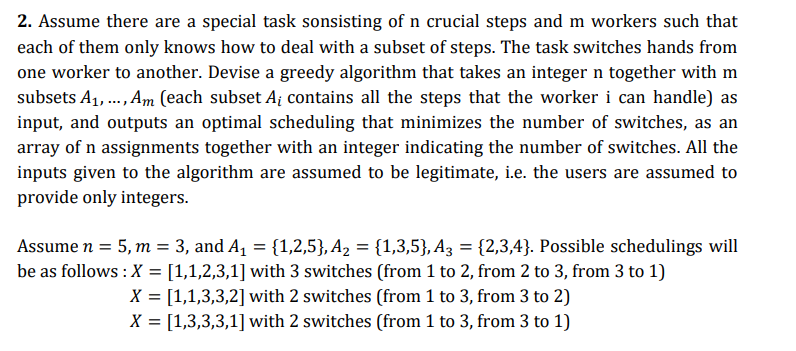 2. Assume there are a special task sonsisting of n crucial steps and m workers such that
each of them only knows how to deal with a subset of steps. The task switches hands from
one worker to another. Devise a greedy algorithm that takes an integer n together with m
subsets A₁, ..., Aₘ (each subset Aᵢ contains all the steps that the worker i can handle) as
input, and outputs an optimal scheduling that minimizes the number of switches, as an
array of n assignments together with an integer indicating the number of switches. All the
inputs given to the algorithm are assumed to be legitimate, i.e. the users are assumed to
provide only integers.
Assume n = 5, m = 3, and A₁ = {1,2,5}, A₂ = {1,3,5}, A₃ = {2,3,4}. Possible schedulings will
be as follows : X = [1,1,2,3,1] with 3 switches (from 1 to 2, from 2 to 3, from 3 to 1)
X = [1,1,3,3,2] with 2 switches (from 1 to 3, from 3 to 2)
X = [1,3,3,3,1] with 2 switches (from 1 to 3, from 3 to 1)